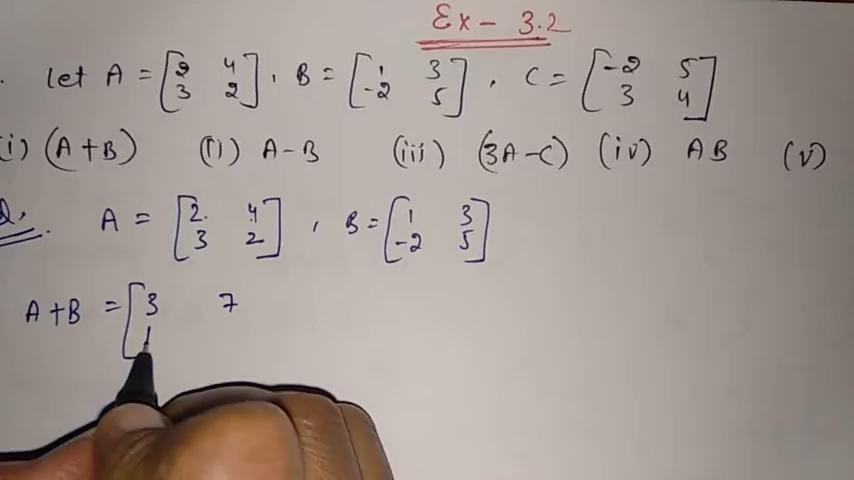 Ex - 3.2
. Let A = [2 4 3 2], B = [1 3 -2 5], C = [-2 5 3 4]
(i) (A+B) (ii) A-B (iii) (3A-C) (iv) AB (v)
A = [2 4 3 2], B = [1 3 -2 5]
A+B = [3 7 1